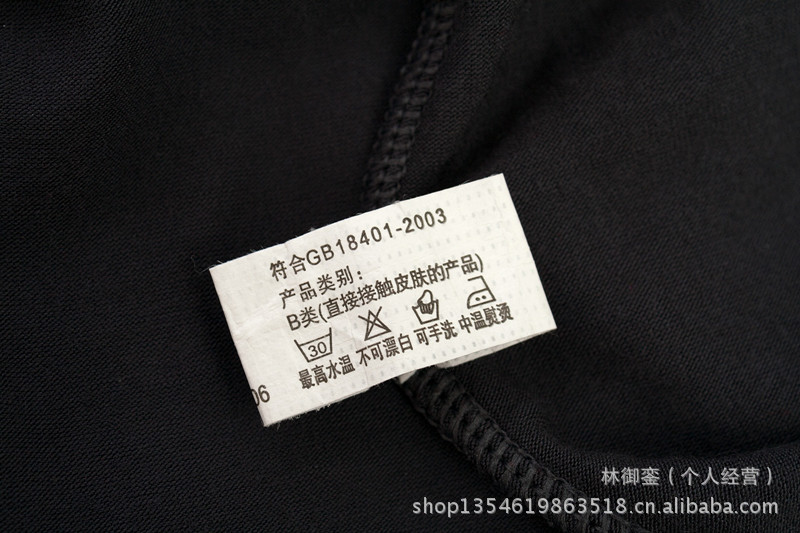 符合GB18401-2003
产品类别：
B类(直接接触皮肤的产品)
30
最高水温 不可漂白 可手洗 中温熨烫
06
林御銮（个人经营）
shop1354619863518.cn.alibaba.com